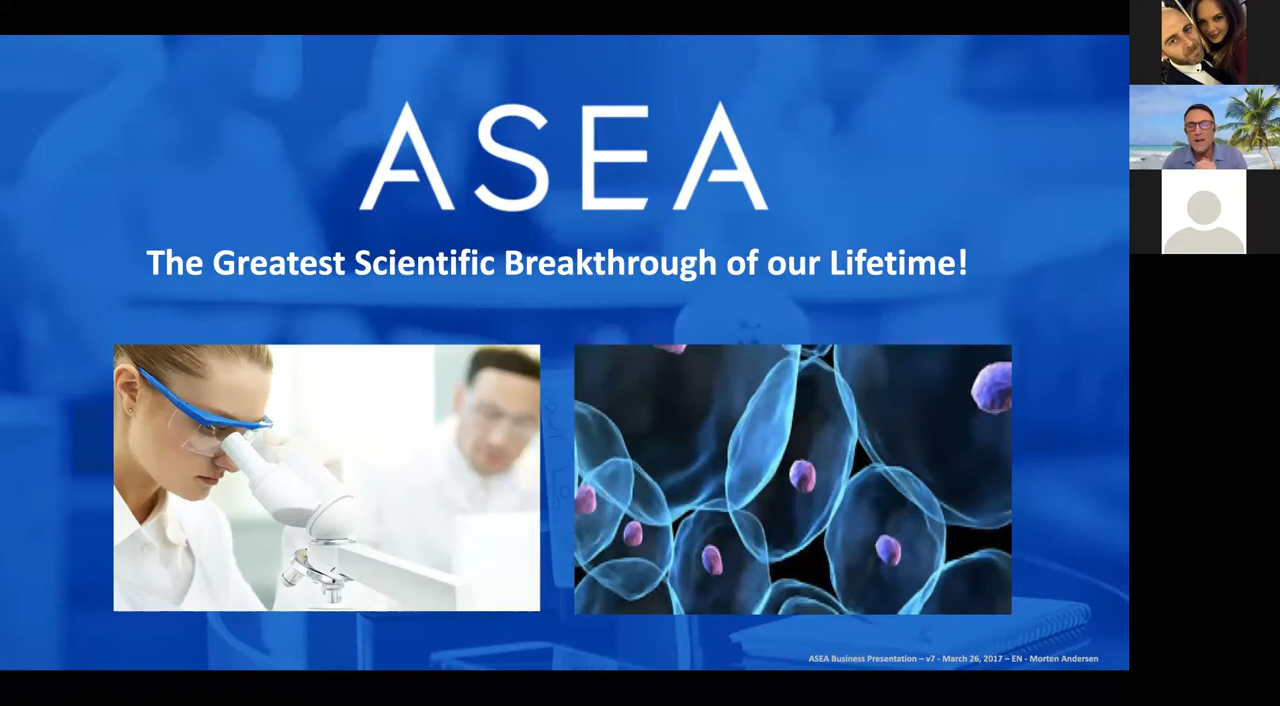 ASEA
The Greatest Scientific Breakthrough of our Lifetime!
ASEA Business Presentation – v7 - March 26, 2017 – EN - Morten Andersen